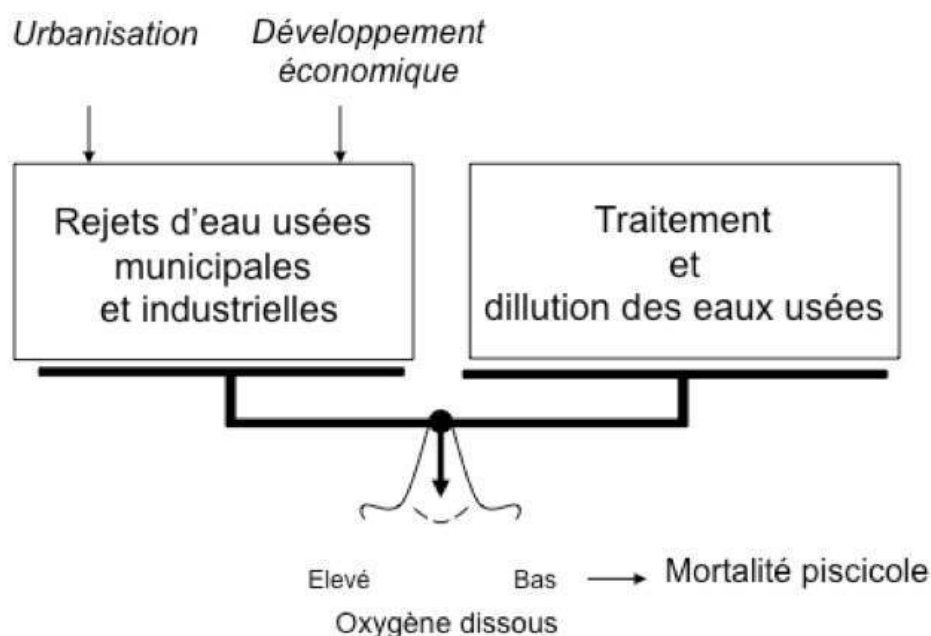 Urbanisation
Développement
économique
Rejets d'eau usées
municipales
et industrielles
Traitement
et
dillution des eaux usées
Elevé
Bas
Mortalité piscicole
Oxygène dissous